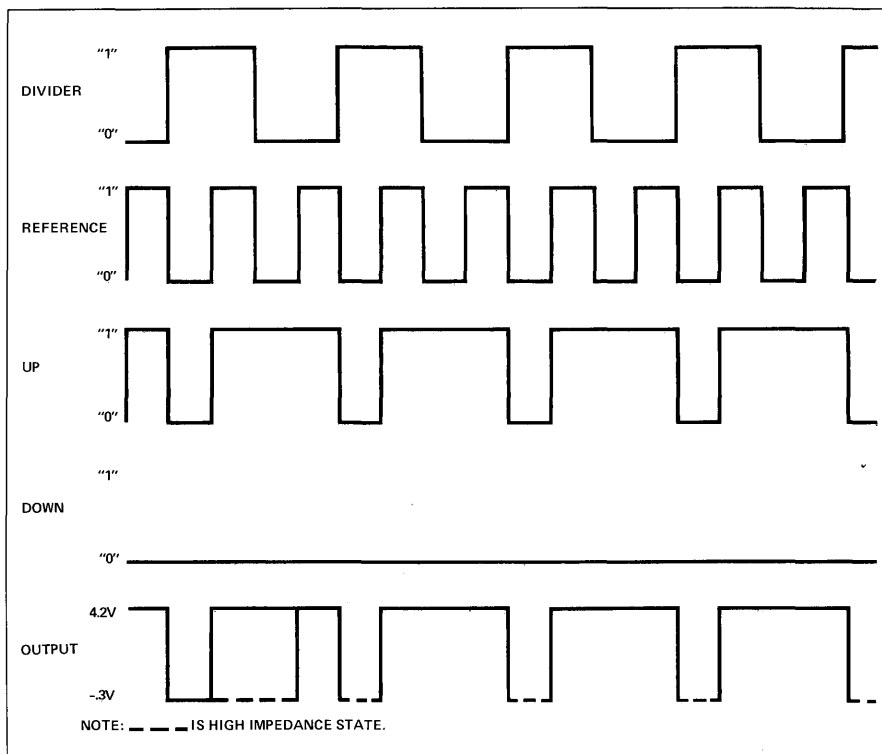 "1"
DIVIDER
"0"
"1"
REFERENCE
"0"
"1"
UP
"0"
"1"
DOWN
"0"
4.2V
OUTPUT
-.3V
NOTE: — — — IS HIGH IMPEDANCE STATE.